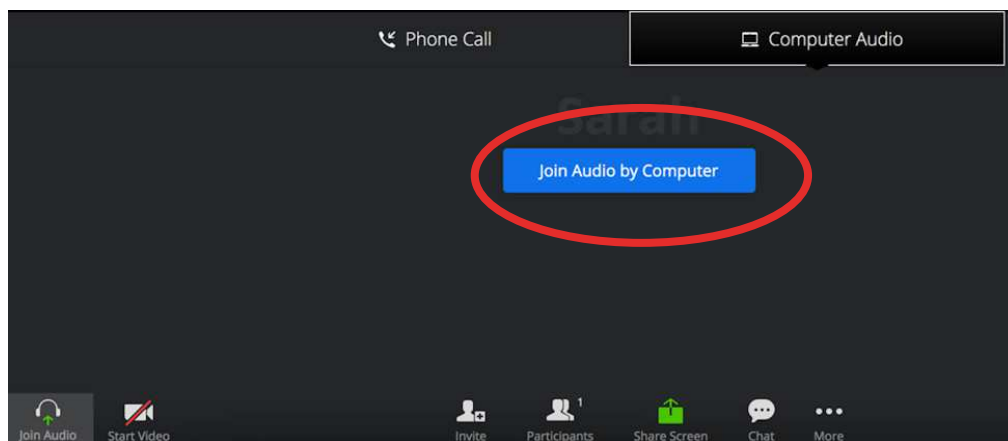 Phone Call
Computer Audio
Sarah
Join Audio by Computer
1
Join Audio
Start Video
Invite
Participants
Share Screen
Chat
More